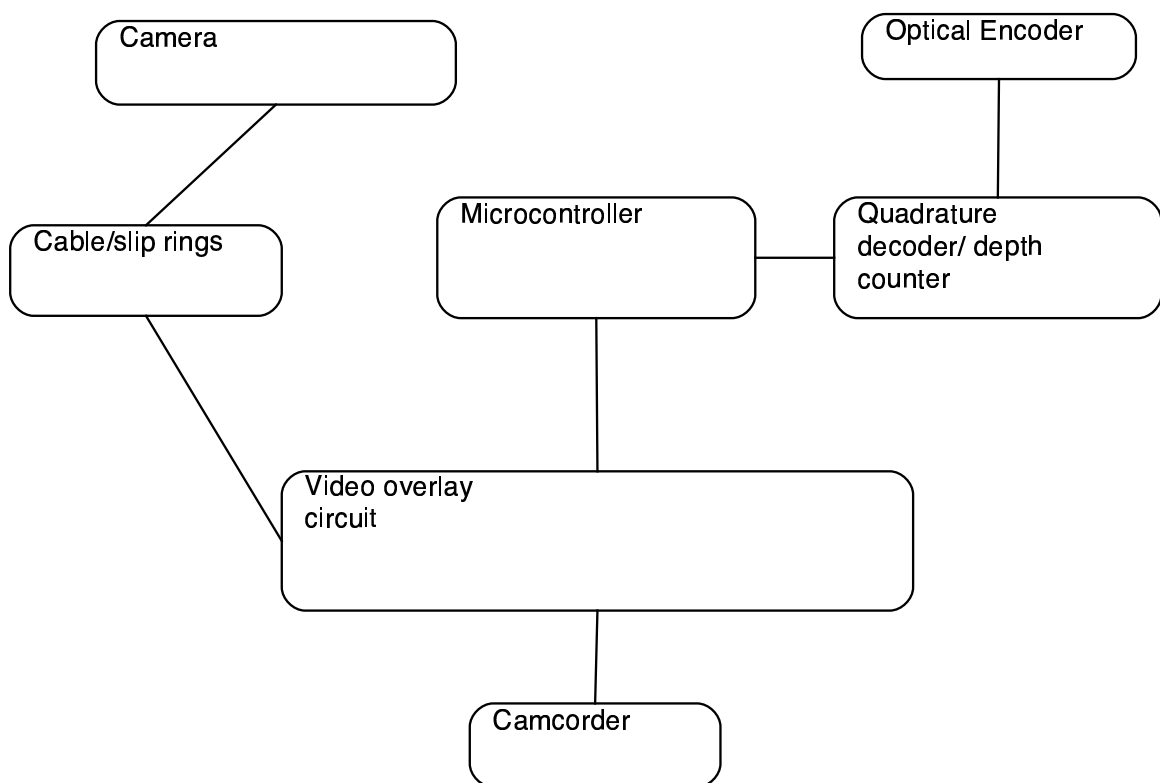 Camera
Optical Encoder
Cable/slip rings
Microcontroller
Quadrature
decoder/ depth
counter
Video overlay
circuit
Camcorder